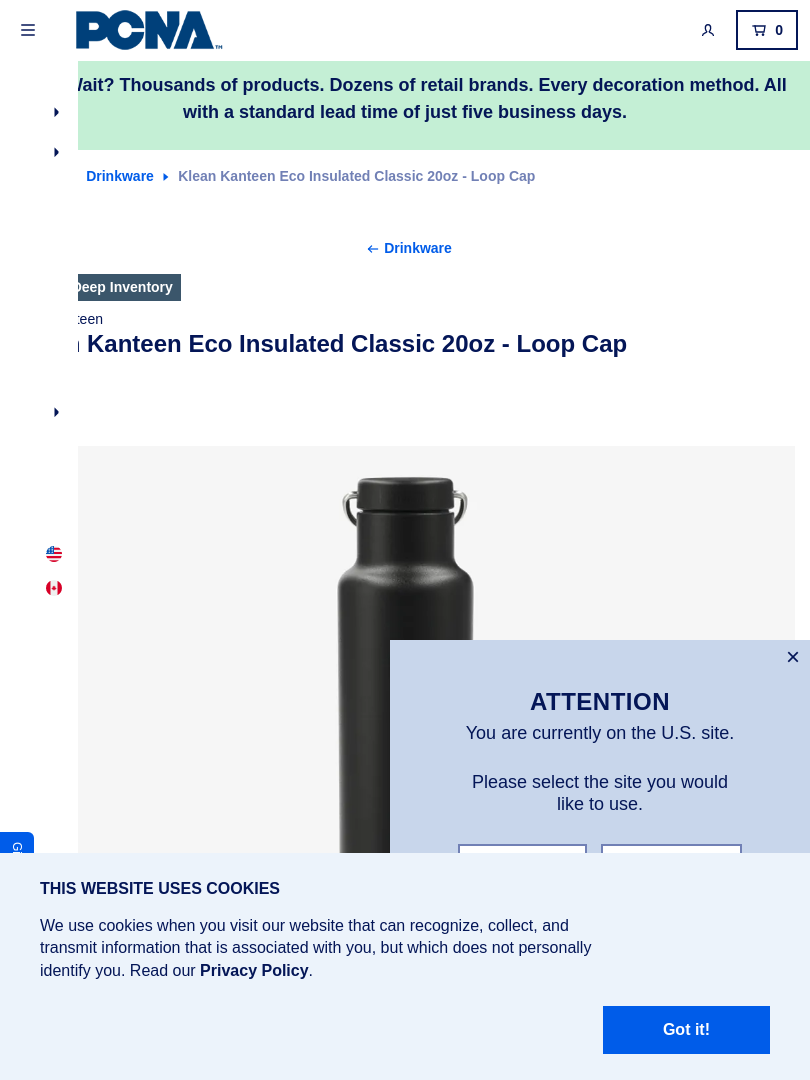 PCNA
0
Wait? Thousands of products. Dozens of retail brands. Every decoration method. All
with a standard lead time of just five business days.
Drinkware
Klean Kanteen Eco Insulated Classic 20oz - Loop Cap
Drinkware
Deep Inventory
Kanteen Eco Insulated Classic 20oz - Loop Cap
ATTENTION
You are currently on the U.S. site.
Please select the site you would
like to use.
THIS WEBSITE USES COOKIES
We use cookies when you visit our website that can recognize, collect, and
transmit information that is associated with you, but which does not personally
identify you. Read our Privacy Policy.
Got it!